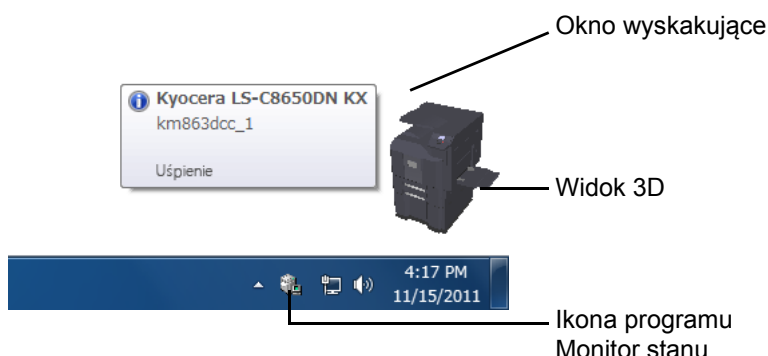 Okno wyskakujące
Kyocera LS-C8650DN KX
km863dcc_1
Uśpienie
Widok 3D
4:17 PM
11/15/2011
Ikona programu
Monitor stanu